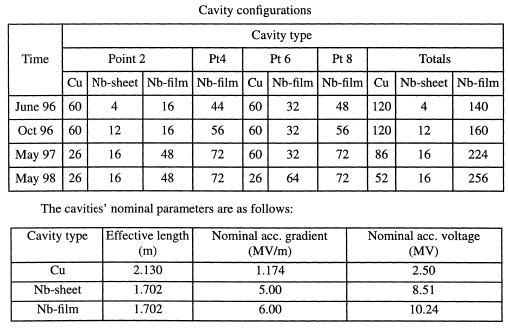 Cavity configurations
Cavity type
Time Point 2 Pt4 Pt 6 Pt 8 Totals
Cu Nb-sheet Nb-film Nb-film Cu Nb-film Nb-film Cu Nb-sheet Nb-film
June 96 60 4 16 44 60 32 48 120 4 140
Oct 96 60 12 16 56 60 32 56 120 12 160
May 97 26 16 48 72 60 32 72 86 16 224
May 98 26 16 48 72 26 64 72 52 16 256
The cavities' nominal parameters are as follows:
Cavity type Effective length Nominal acc. gradient Nominal acc. voltage
(m) (MV/m) (MV)
Cu 2.130 1.174 2.50
Nb-sheet 1.702 5.00 8.51
Nb-film 1.702 6.00 10.24